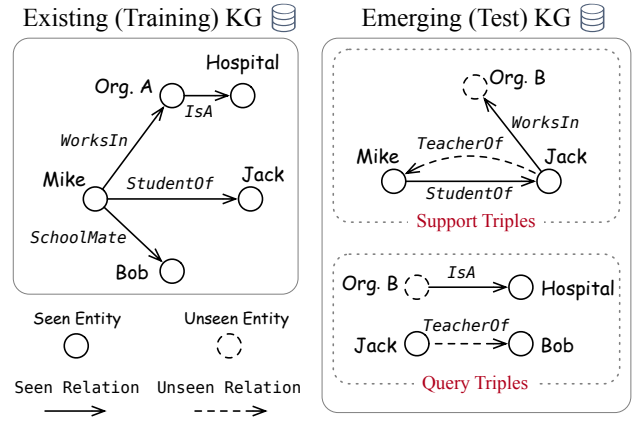 Existing (Training) KG
Hospital
Org. A
IsA
WorksIn
Mike
StudentOf
Jack
SchoolMate
Bob
Seen Entity
Unseen Entity
Seen Relation
Unseen Relation
Emerging (Test) KG
Org. B
WorksIn
TeacherOf
Mike
Jack
StudentOf
Support Triples
Org. B
IsA
Hospital
Jack
TeacherOf
Bob
Query Triples